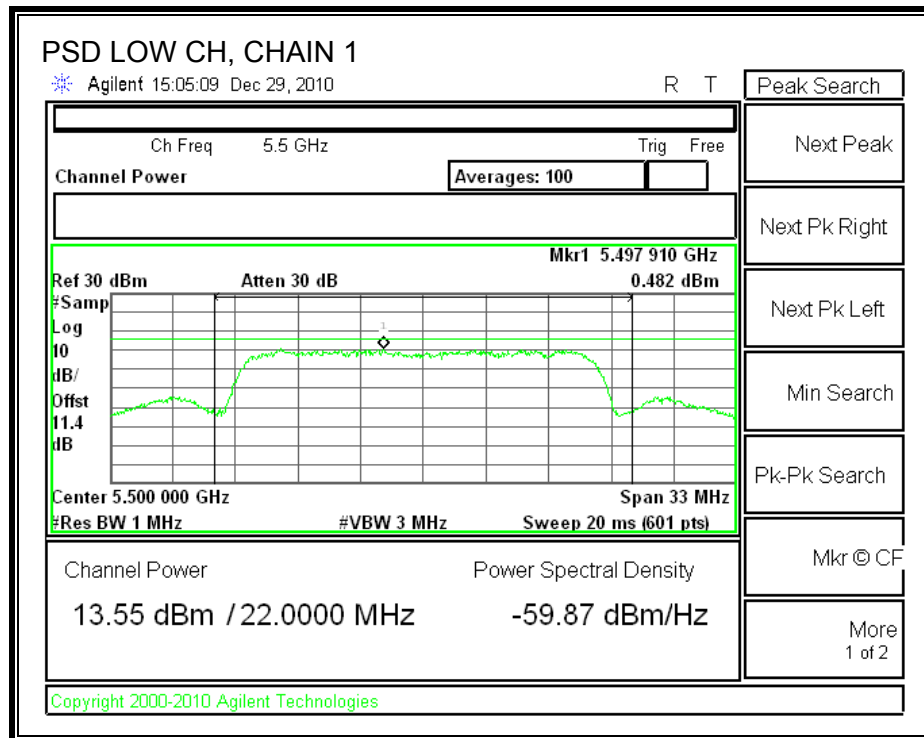 PSD LOW CH, CHAIN 1
Agilent 15:05:09 Dec 29, 2010 R T
Peak Search
Ch Freq 5.5 GHz Trig Free
Channel Power Averages: 100
Mkr1 5.497 910 GHz
Ref 30 dBm Atten 30 dB 0.482 dBm
#Samp
Log
10
dB/
Offst
11.4
dB
1
Center 5.500 000 GHz Span 33 MHz
#Res BW 1 MHz #VBW 3 MHz Sweep 20 ms (601 pts)
Channel Power Power Spectral Density
13.55 dBm / 22.0000 MHz -59.87 dBm/Hz
Copyright 2000-2010 Agilent Technologies
Next Peak
Next Pk Right
Next Pk Left
Min Search
Pk-Pk Search
Mkr © CF
More
1 of 2